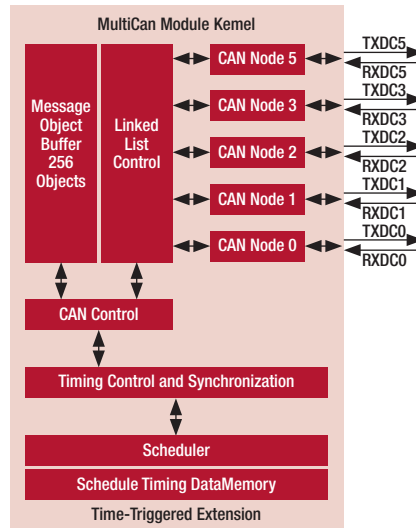 MultiCan Module Kernel
Message
Object
Buffer
256
Objects
Linked
List
Control
CAN Node 5
CAN Node 3
CAN Node 2
CAN Node 1
CAN Node 0
TXDC5
RXDC5
TXDC3
RXDC3
TXDC2
RXDC2
TXDC1
RXDC1
TXDC0
RXDC0
CAN Control
Timing Control and Synchronization
Scheduler
Schedule Timing DataMemory
Time-Triggered Extension